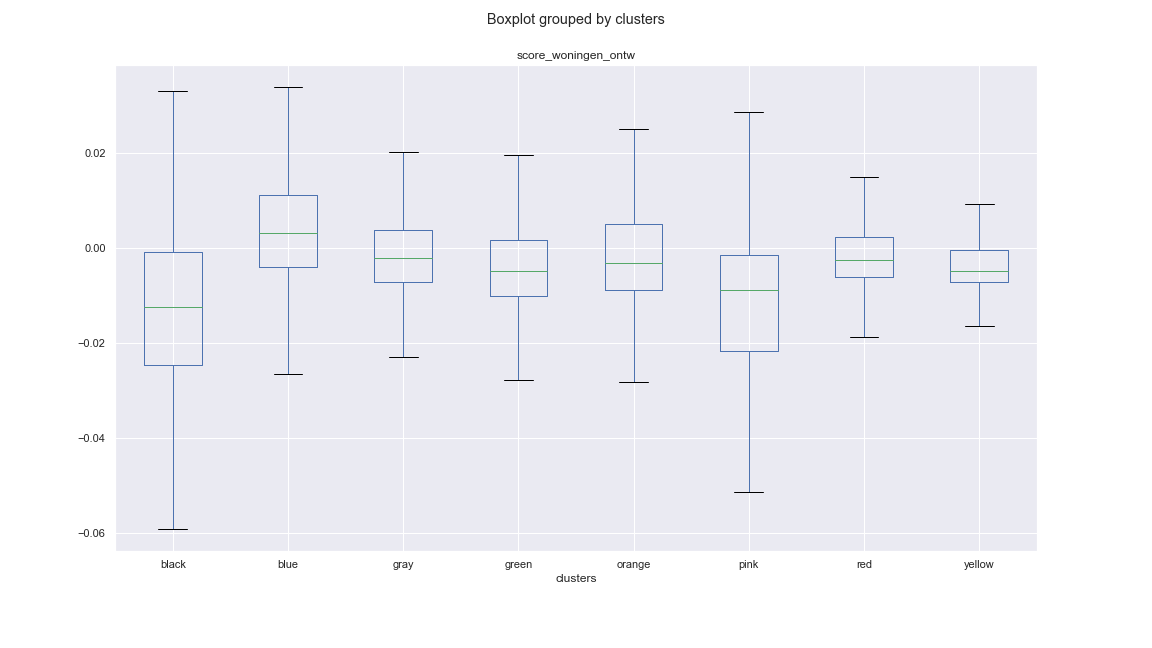 Boxplot grouped by clusters
score_woningen_ontw
0.02
0.00
−0.02
−0.04
−0.06
black blue gray green orange pink red yellow
clusters